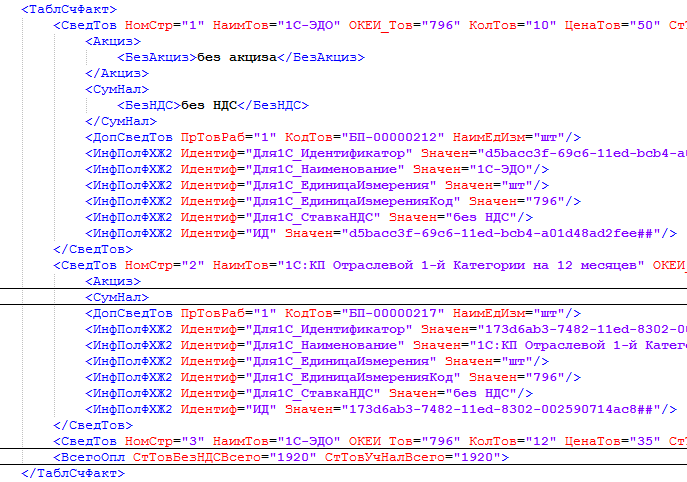 <ТаблСчФакт>
<СведТов НомСтр="1" НаимТов="1С-ЭДО" ОКЕИ_Тов="796" КолТов="10" ЦенаТов="50" СтТ
<Акциз>
<БезАкциз>без акциза</БезАкциз>
</Акциз>
<СумНал>
<БезНДС>без НДС</БезНДС>
</СумНал>
<ДопСведТов ПрТовРаб="1" КодТов="БП-00000212" НаимЕдИзм="шт"/>
<ИнфПолФХЖ2 Идентиф="Для1С_Идентификатор" Значен="d5bacc3f-69c6-11ed-bcb4-a0
<ИнфПолФХЖ2 Идентиф="Для1С_Наименование" Значен="1С-ЭДО"/>
<ИнфПолФХЖ2 Идентиф="Для1С_ЕдиницаИзмерения" Значен="шт"/>
<ИнфПолФХЖ2 Идентиф="Для1С_ЕдиницаИзмеренияКод" Значен="796"/>
<ИнфПолФХЖ2 Идентиф="Для1С_СтавкаНДС" Значен="без НДС"/>
<ИнфПолФХЖ2 Идентиф="ИД" Значен="d5bacc3f-69c6-11ed-bcb4-a01d48ad2fee##"/>
</СведТов>
<СведТов НомСтр="2" НаимТов="1С:КП Отраслевой 1-й Категории на 12 месяцев" ОКЕИ_
<Акциз>
<СумНал>
<ДопСведТов ПрТовРаб="1" КодТов="БП-00000217" НаимЕдИзм="шт"/>
<ИнфПолФХЖ2 Идентиф="Для1С_Идентификатор" Значен="173d6ab3-7482-11ed-8302-00
<ИнфПолФХЖ2 Идентиф="Для1С_Наименование" Значен="1С:КП Отраслевой 1-й Катег
<ИнфПолФХЖ2 Идентиф="Для1С_ЕдиницаИзмерения" Значен="шт"/>
<ИнфПолФХЖ2 Идентиф="Для1С_ЕдиницаИзмеренияКод" Значен="796"/>
<ИнфПолФХЖ2 Идентиф="Для1С_СтавкаНДС" Значен="без НДС"/>
<ИнфПолФХЖ2 Идентиф="ИД" Значен="173d6ab3-7482-11ed-8302-002590714ac8##"/>
</СведТов>
<СведТов НомСтр="3" НаимТов="1С-ЭДО" ОКЕИ_Тов="796" КолТов="12" ЦенаТов="35" СтТ
<ВсегоОпл СтТовБезНДСВсего="1920" СтТовУчНалВсего="1920">
</ТаблСчФакт>